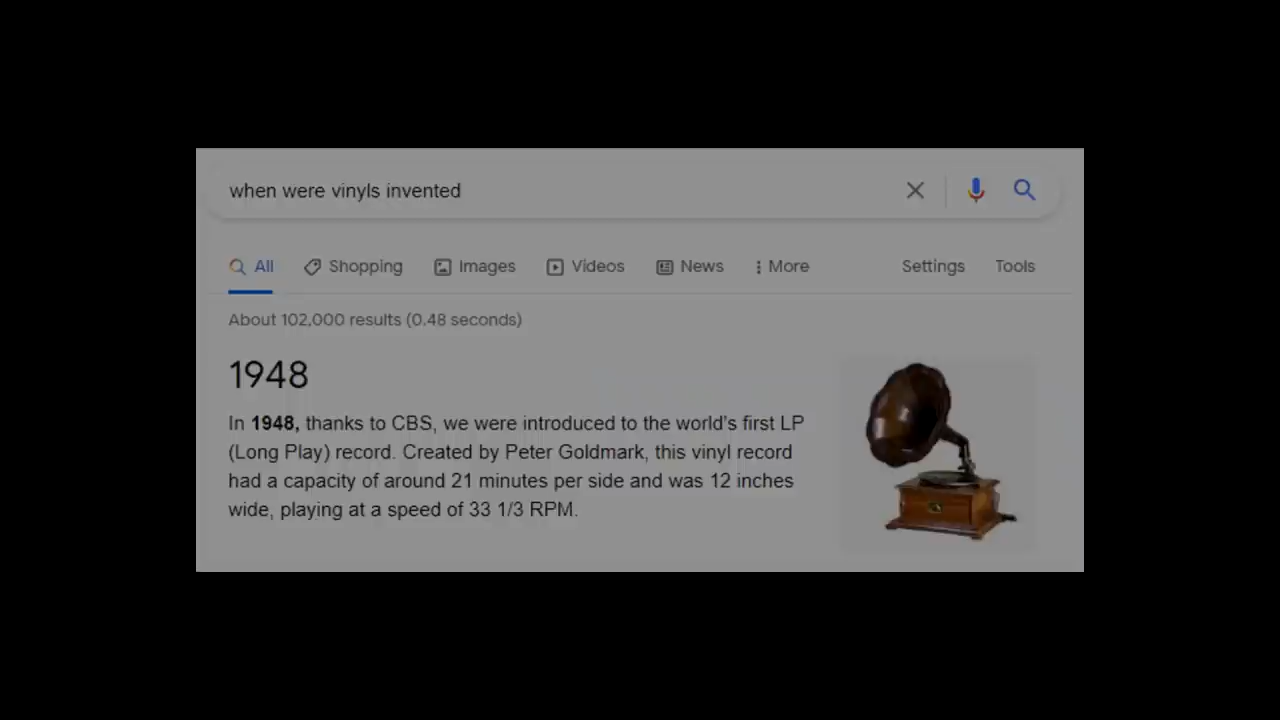 when were vinyls invented
All Shopping Images Videos News More Settings Tools
About 102,000 results (0.48 seconds)
1948
In 1948, thanks to CBS, we were introduced to the world's first LP
(Long Play) record. Created by Peter Goldmark, this vinyl record
had a capacity of around 21 minutes per side and was 12 inches
wide, playing at a speed of 33 1/3 RPM.